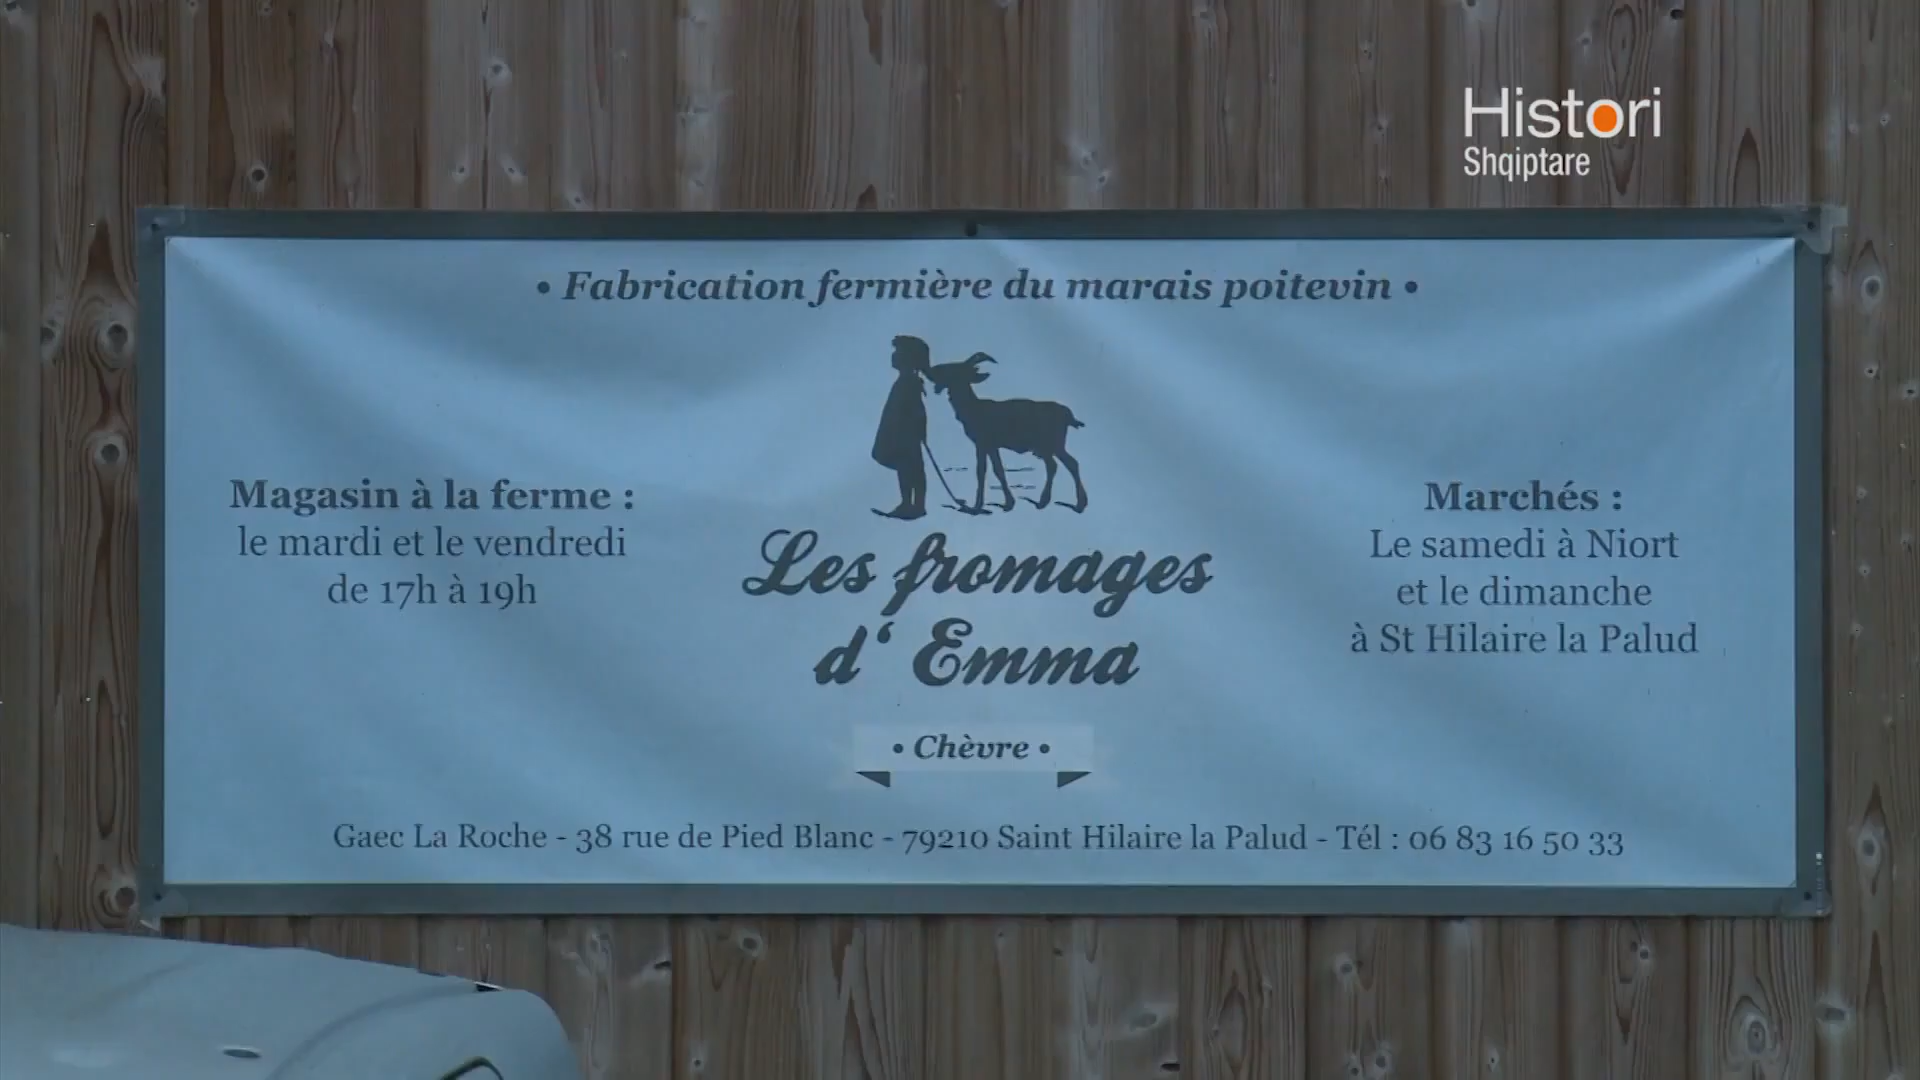 Histori
Shqiptare
• Fabrication fermière du marais poitevin •
Magasin à la ferme :
le mardi et le vendredi
de 17h à 19h
Les fromages
d‘ Emma
• Chèvre •
Marchés :
Le samedi à Niort
et le dimanche
à St Hilaire la Palud
Gaec La Roche - 38 rue de Pied Blanc - 79210 Saint Hilaire la Palud - Tél : 06 83 16 50 33